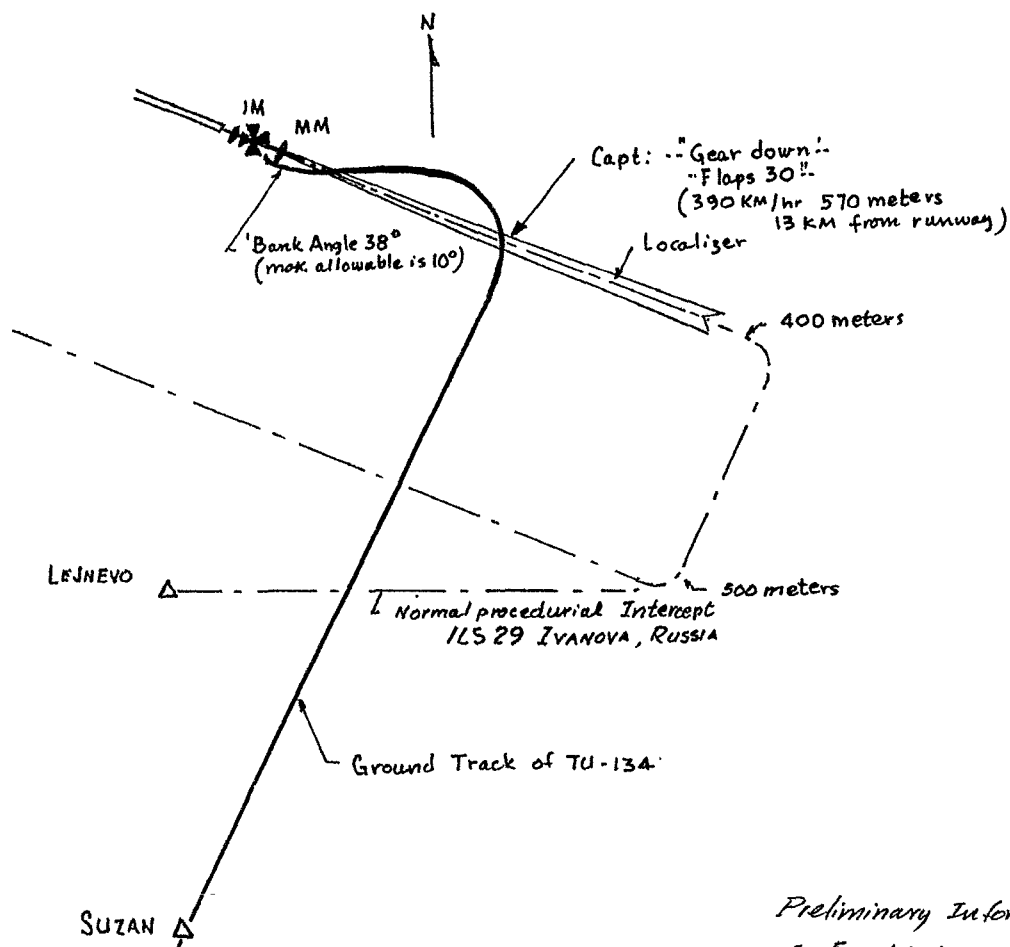 N
IM
MM
Capt: --"Gear down"--
--"Flaps 30"--
(390 KM/hr 570 meters
13 KM from runway)
Localizer
Bank Angle 38°
(max. allowable is 10°)
400 meters
LEJNEVO
500 meters
Normal procedurial Intercept
ILS 29 IVANOVA, RUSSIA
Ground Track of TU-134
SUZAN
Preliminary